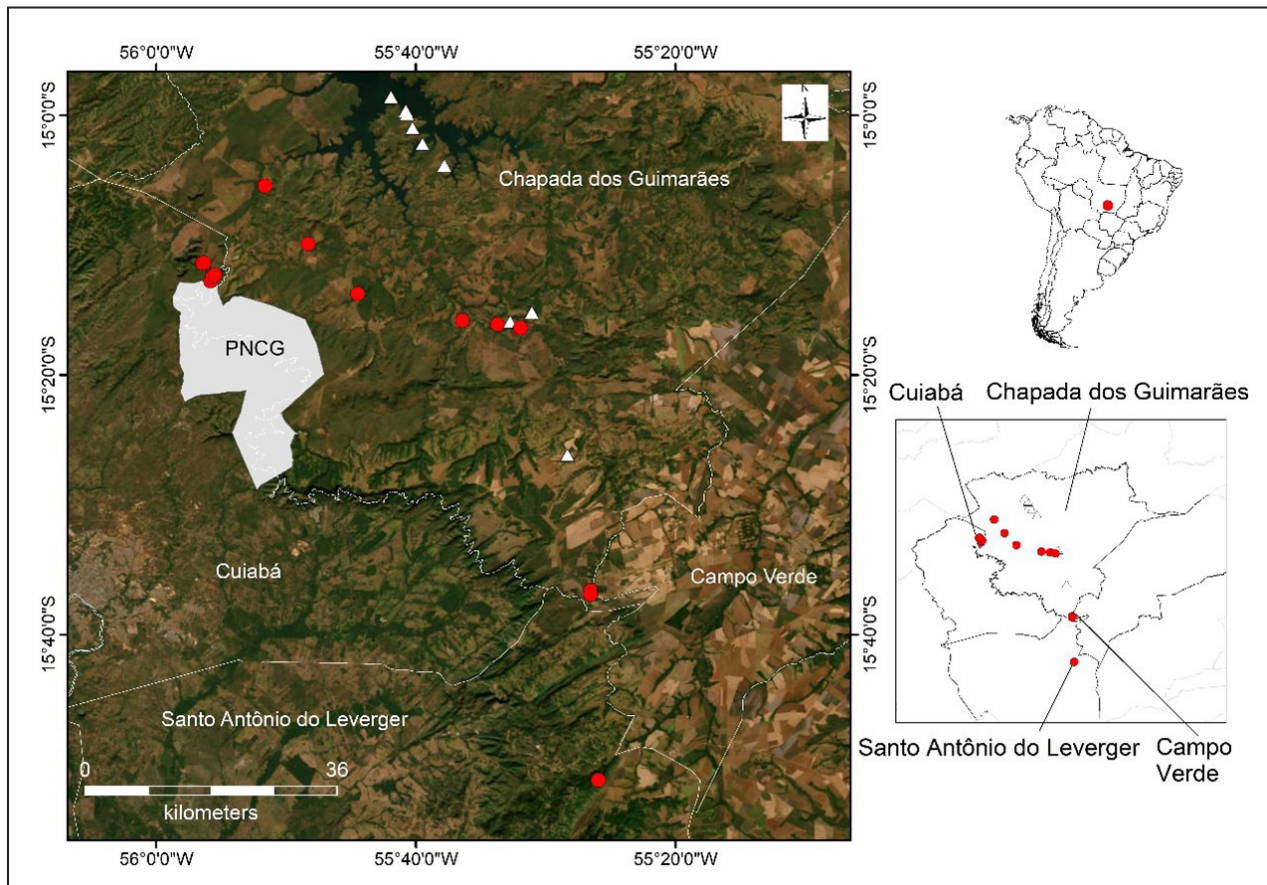 56°0'0"W
55°40'0"W
55°20'0"W
15°0'0"S
15°0'0"S
Chapada dos Guimarães
PNCG
15°20'0"S
15°20'0"S
Cuiabá
Chapada dos Guimarães
Cuiabá
Campo Verde
15°40'0"S
15°40'0"S
Santo Antônio do Leverger
Santo Antônio do Leverger
Campo
Verde
0
36
kilometers
56°0'0"W
55°40'0"W
55°20'0"W